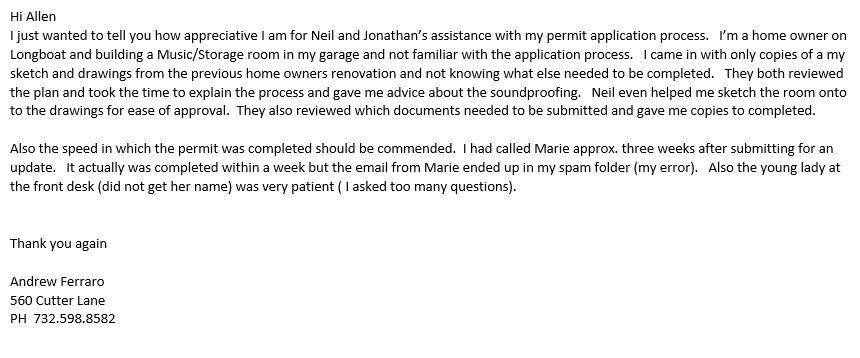 Hi Allen
I just wanted to tell you how appreciative I am for Neil and Jonathan's assistance with my permit application process.   I'm a home owner on
Longboat and building a Music/Storage room in my garage and not familiar with the application process.   I came in with only copies of a my
sketch and drawings from the previous home owners renovation and not knowing what else needed to be completed.   They both reviewed
the plan and took the time to explain the process and gave me advice about the soundproofing.   Neil even helped me sketch the room onto
to the drawings for ease of approval.  They also reviewed which documents needed to be submitted and gave me copies to completed.
Also the speed in which the permit was completed should be commended.  I had called Marie approx. three weeks after submitting for an
update.   It actually was completed within a week but the email from Marie ended up in my spam folder (my error).   Also the young lady at
the front desk (did not get her name) was very patient ( I asked too many questions).
Thank you again
Andrew Ferraro
560 Cutter Lane
PH  732.598.8582